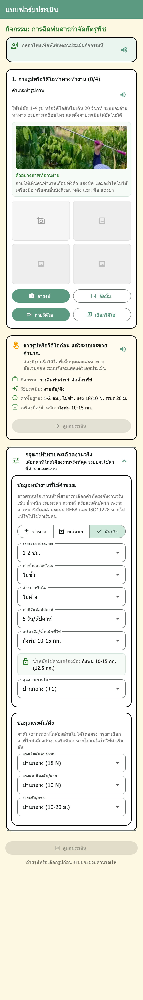 แบบฟอร์มประเมิน
กิจกรรม: การฉีดพ่นสารกำจัดศัตรูพืช
กดลำโพงเพื่อฟังขั้นตอนประเมินกิจกรรมนี้
1. ถ่ายรูปหรือวิดีโอท่าทางทำงาน (0/4)
คำแนะนำรูปภาพ
ใช้รูปชัด 1-4 รูป หรือวิดีโอสั้นไม่เกิน 20 วินาที ระบบจะอ่าน
ท่าทาง สรุปการเคลื่อนไหว และตั้งค่าประเมินให้อัตโนมัติ
ตัวอย่างภาพที่อ่านง่าย
ถ่ายให้เห็นคนทำงานเกือบทั้งตัว แสงชัด และอย่าให้ใบไม้
เครื่องมือ หรือคนอื่นบังศีรษะ หลัง แขน มือ และขา
ถ่ายรูป
อัลบั้ม
ถ่ายวิดีโอ
เลือกวิดีโอ
ถ่ายรูปหรือวิดีโอก่อน แล้วระบบจะช่วย
คำนวณ
ต้องมีรูปหรือวิดีโอที่เห็นบุคคลและท่าทาง
ชัดเจนก่อน ระบบจึงจะแสดงตัวเลขประเมิน
กิจกรรม: การฉีดพ่นสารกำจัดศัตรูพืช
วิธีประเมิน: งานดัน/ดึง
ค่าพื้นฐาน: 1-2 ชม., ไม่ซ้ำ, แรง 18/10 N, ระยะ 20 ม.
เครื่องมือ/น้ำหนัก: ถังพ่น 10-15 กก.
ดูผลประเมิน
กรุณาปรับรายละเอียดงานจริง
เลือกค่าที่ใกล้เคียงงานจริงที่สุด ระบบจะใช้ค่า
นี้คำนวณคะแนน
ข้อมูลหน้างานที่ใช้คำนวณ
ชาวสวนหรือเจ้าหน้าที่สามารถเลือกค่าที่ตรงกับงานจริง
เช่น น้ำหนัก ระยะเวลา ความถี่ หรือแรงดัน/ลาก เพราะ
ค่าเหล่านี้มีผลต่อคะแนน REBA และ ISO11228 หากไม่
แน่ใจให้ใช้ค่าเริ่มต้น
ท่าทาง
ยก/แบก
ดัน/ดึง
ระยะเวลาประมาณ
1-2 ชม.
ทำซ้ำบ่อยแค่ไหน
ไม่ซ้ำ
ค้างท่าหรือไม่
ไม่ค้าง
ทำกี่วันต่อสัปดาห์
5 วัน/สัปดาห์
เครื่องมือ/น้ำหนักที่ใช้
ถังพ่น 10-15 กก.
น้ำหนักใช้ตามเครื่องมือ: ถังพ่น 10-15 กก.
(12.5 กก.)
คุณภาพการจับ
ปานกลาง (+1)
ข้อมูลแรงดัน/ดึง
ค่าดัน/ลากเหล่านี้กล้องอ่านไม่ได้โดยตรง กรุณาเลือก
ค่าที่ใกล้เคียงกับงานจริงที่สุด หากไม่แน่ใจให้ใช้ค่าเริ่ม
ต้น
แรงเริ่มต้นดัน/ลาก
ปานกลาง (18 N)
แรงต่อเนื่องดัน/ลาก
ปานกลาง (10 N)
ระยะดัน/ลาก
ปานกลาง (10-20 ม.)
ดูผลประเมิน
ถ่ายรูปหรือเลือกรูปก่อน ระบบจะช่วยคำนวณให้